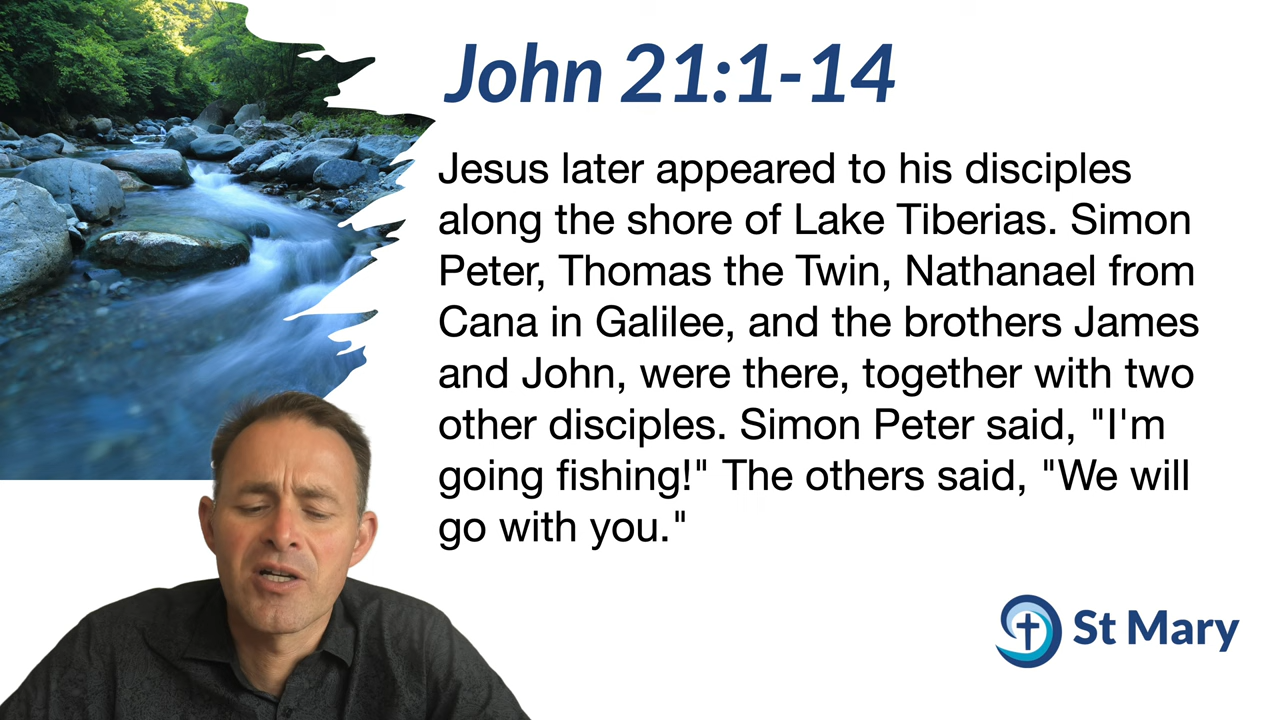 John 21:1-14
Jesus later appeared to his disciples
along the shore of Lake Tiberias. Simon
Peter, Thomas the Twin, Nathanael from
Cana in Galilee, and the brothers James
and John, were there, together with two
other disciples. Simon Peter said, "I'm
going fishing!" The others said, "We will
go with you."
St Mary